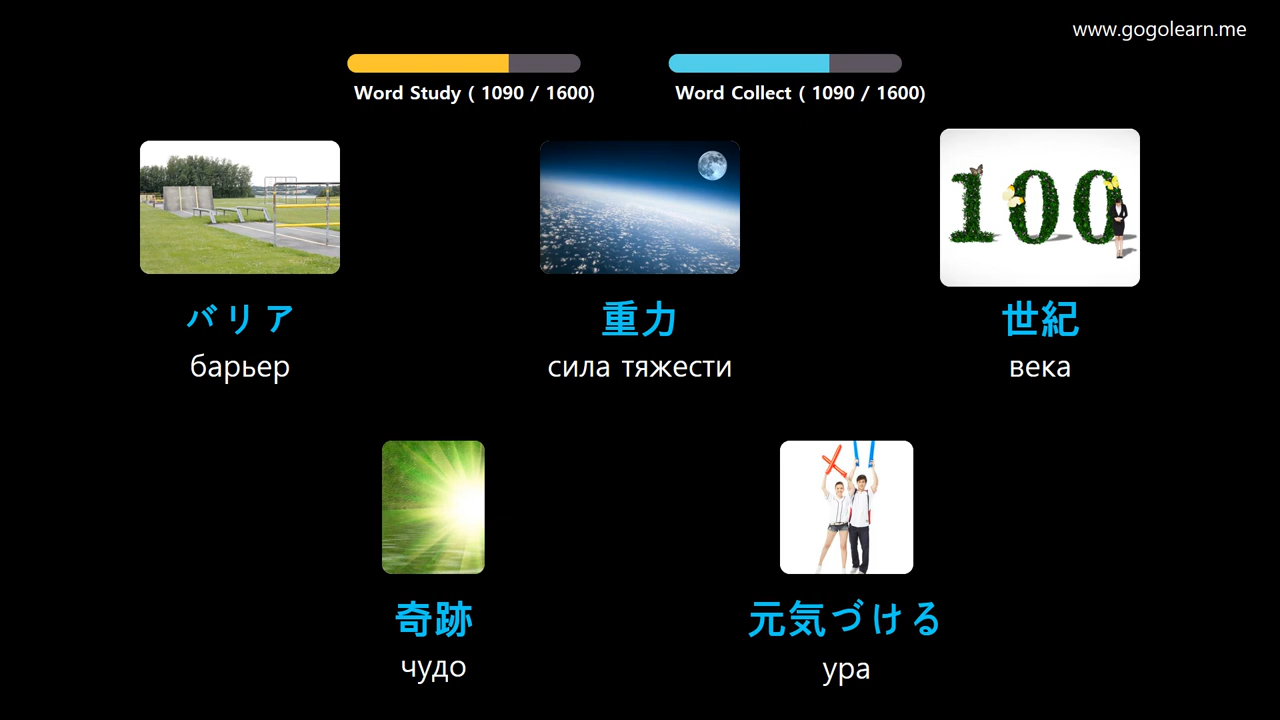 www.gogolearn.me
Word Study ( 1090 / 1600)
Word Collect ( 1090 / 1600)
バリア
барьер
重力
сила тяжести
世紀
века
奇跡
чудо
元気づける
ура